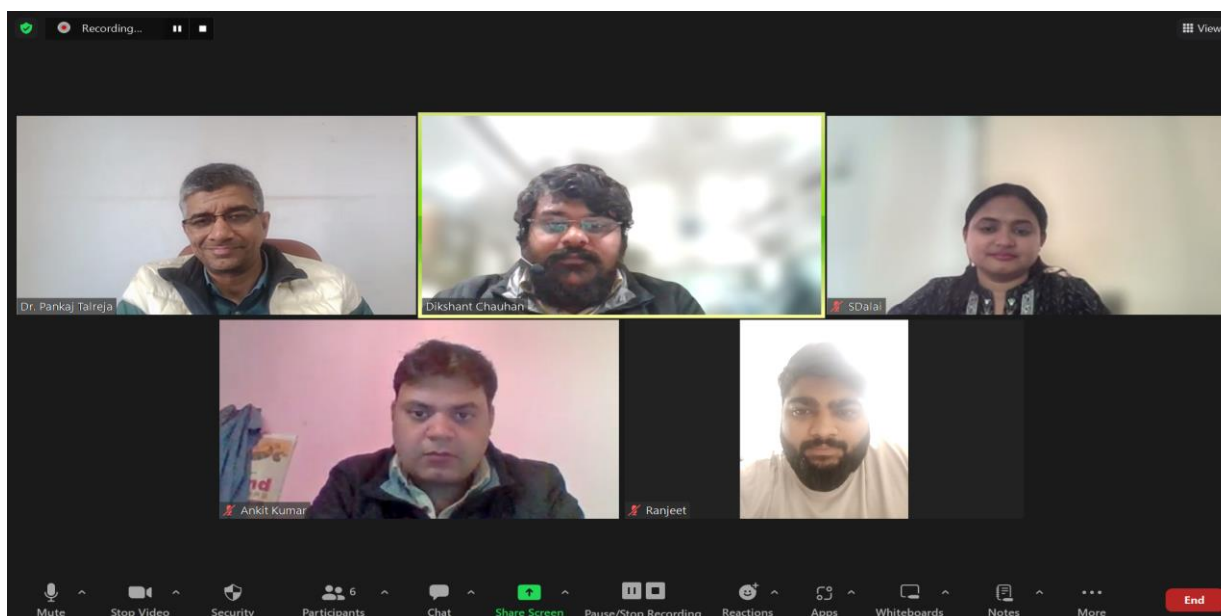 Recording...
View
Dr. Pankaj Talreja
Dikshant Chauhan
SDalai
nd
Ankit Kumar
Ranjeet
6
Mute
Stop Video
Security
Participants
Chat
Share Screen
Pause/Stop Recording
Reactions
Apps
Whiteboards
Notes
More
End